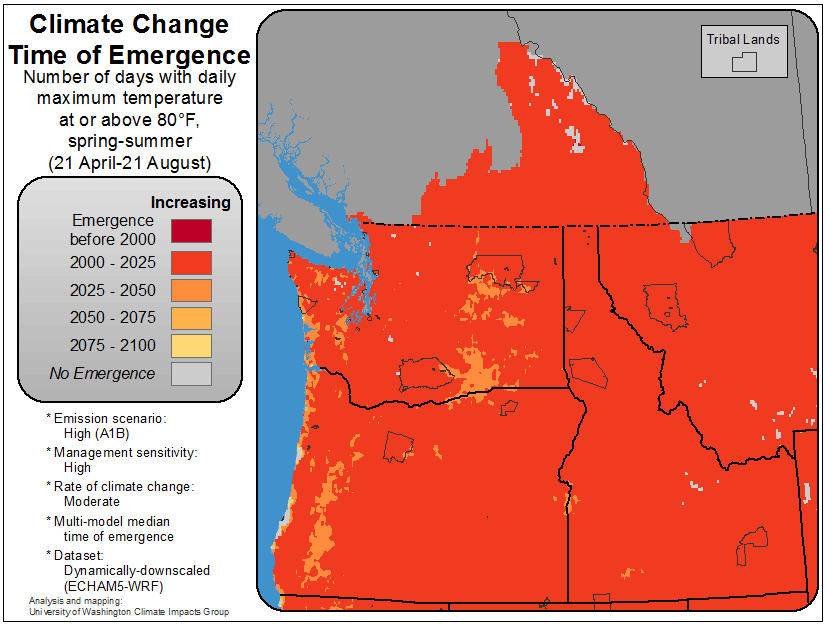 Climate Change
Time of Emergence
Number of days with daily
maximum temperature
at or above 80°F,
spring-summer
(21 April-21 August)
Increasing
Emergence
before 2000
2000 - 2025
2025 - 2050
2050 - 2075
2075 - 2100
No Emergence
* Emission scenario:
High (A1B)
* Management sensitivity:
High
* Rate of climate change:
Moderate
* Multi-model median
time of emergence
* Dataset:
Dynamically-downscaled
(ECHAM5-WRF)
Analysis and mapping:
University of Washington Climate Impacts Group
Tribal Lands